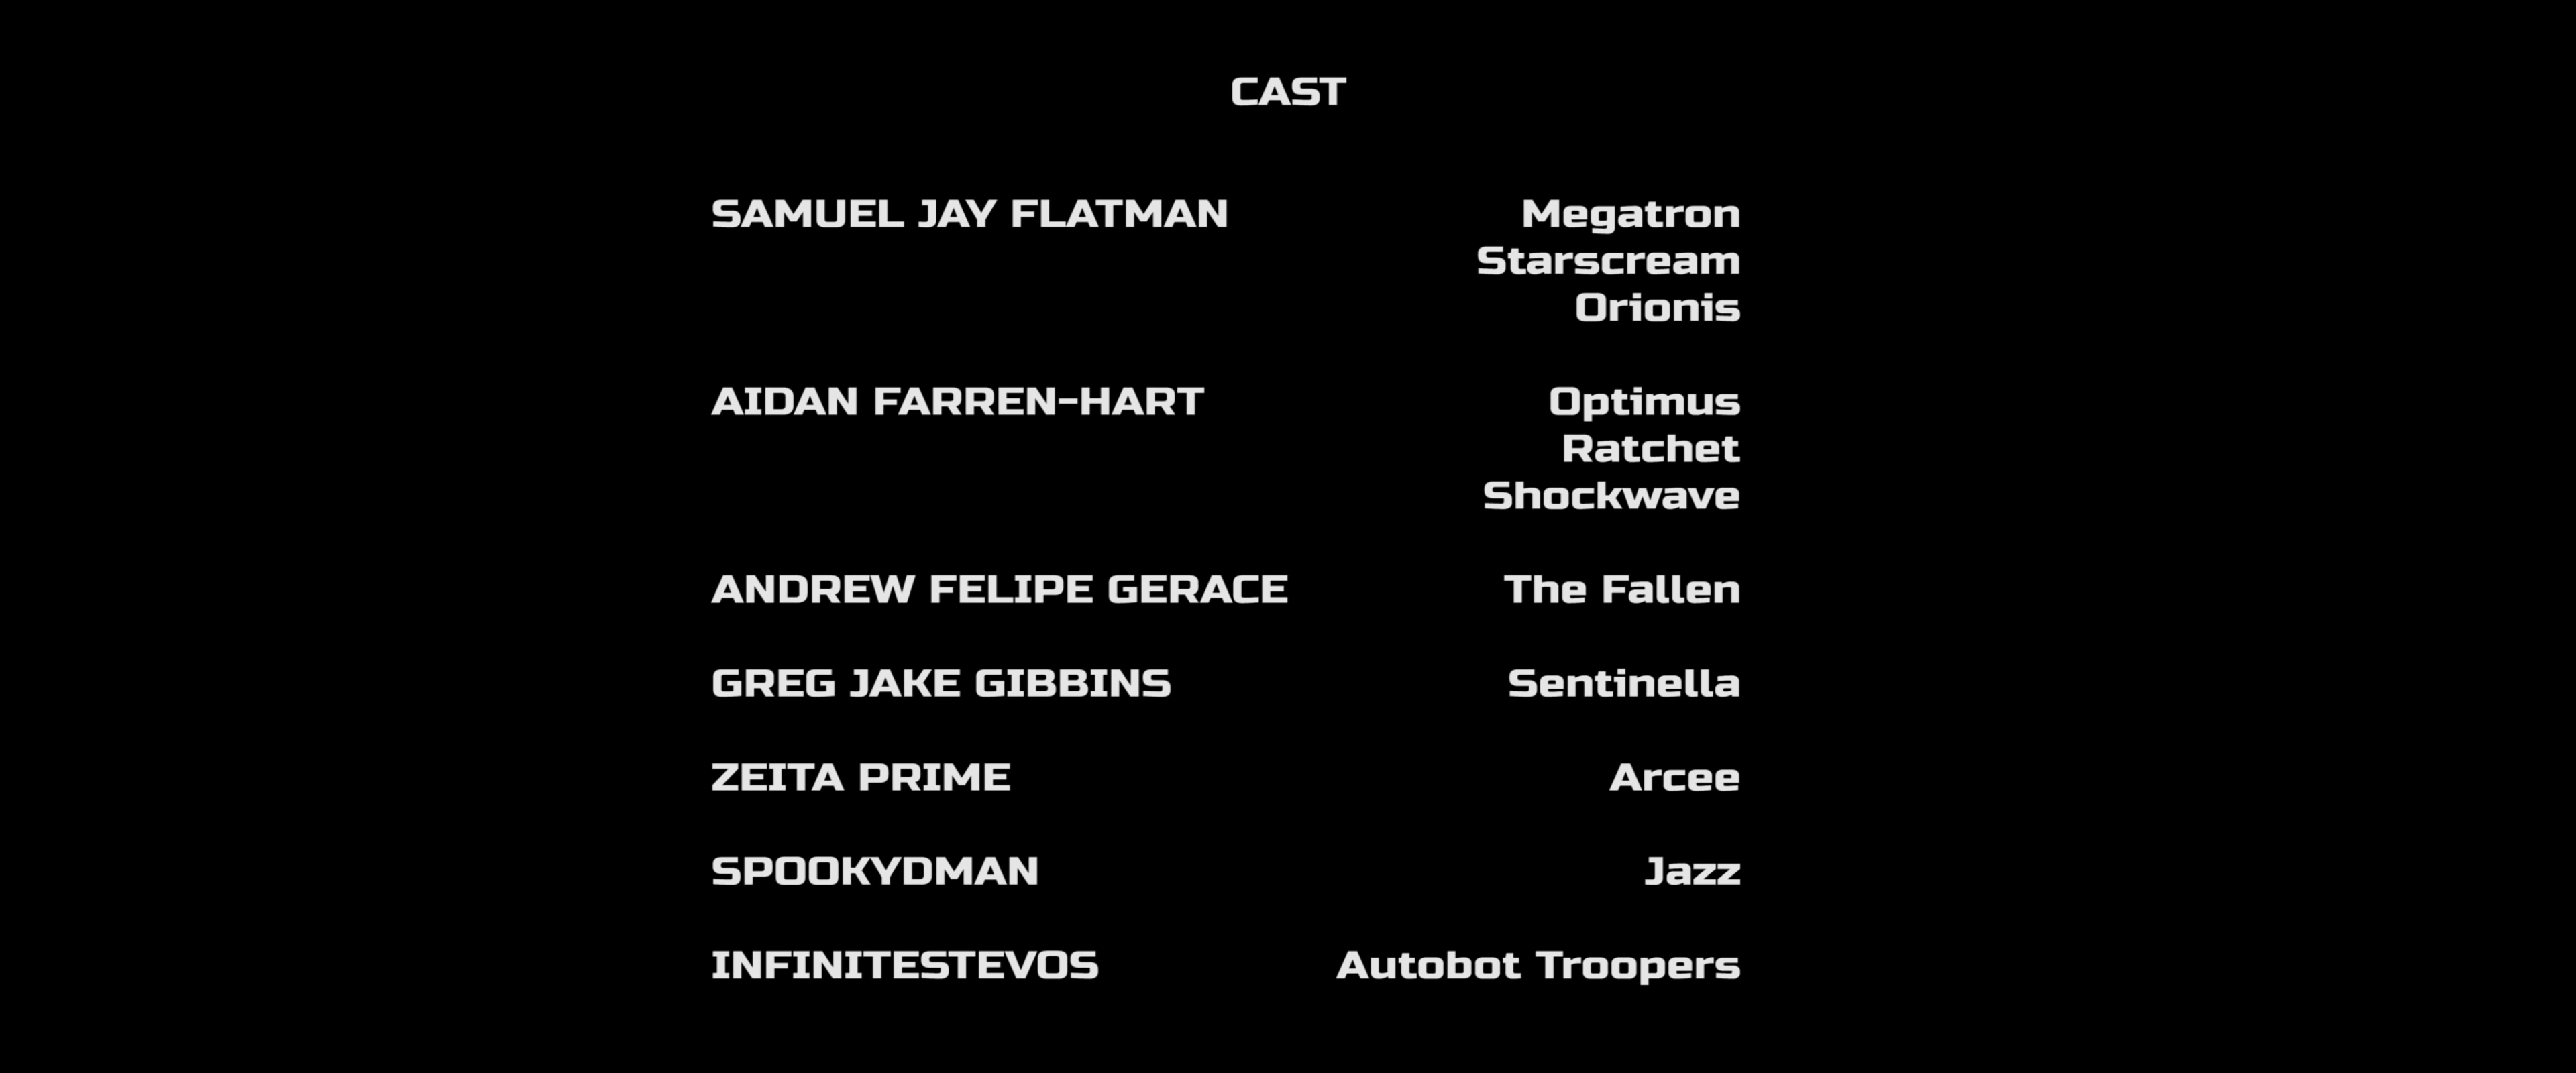 CAST
SAMUEL JAY FLATMAN Megatron
Starscream
Orionis
AIDAN FARREN-HART Optimus
Ratchet
Shockwave
ANDREW FELIPE GERACE The Fallen
GREG JAKE GIBBINS Sentinella
ZEITA PRIME Arcee
SPOOKYDMAN Jazz
INFINITESTEVOS Autobot Troopers